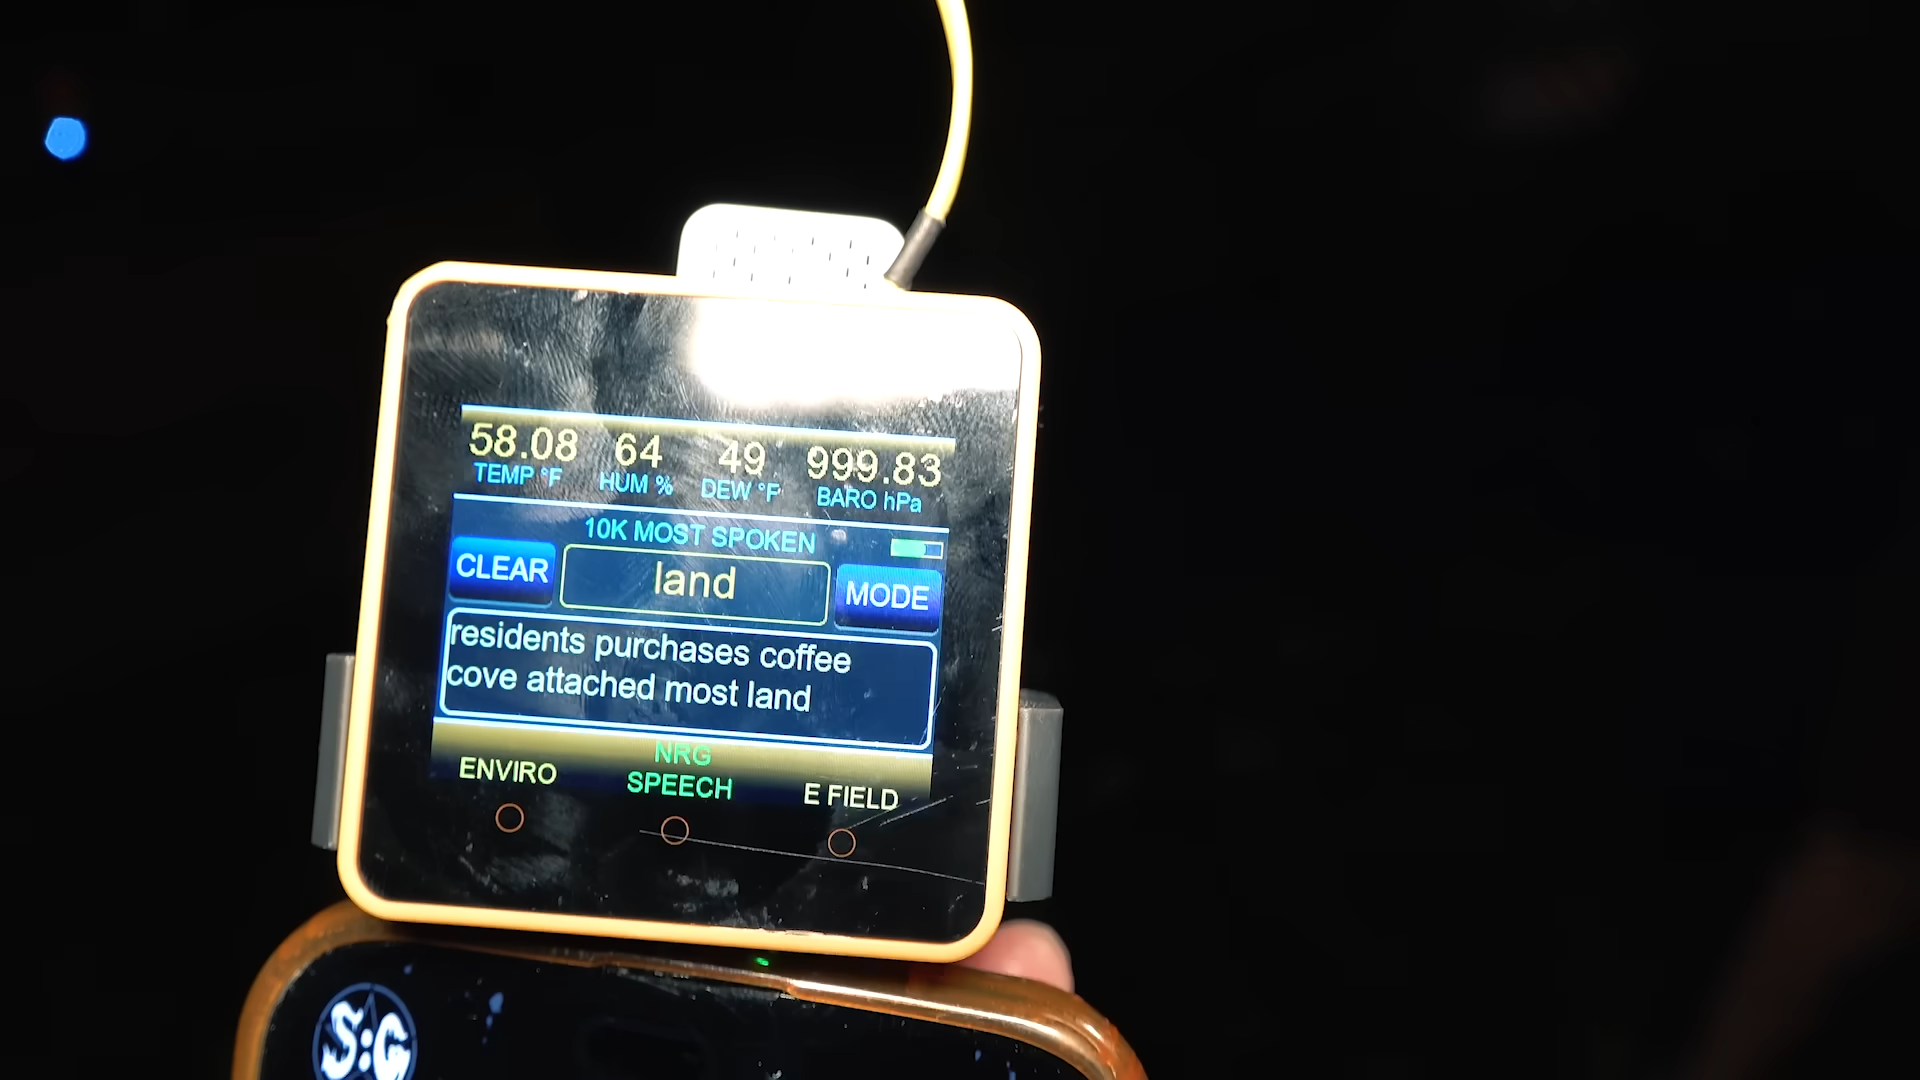 58.08 64 49 999.83
TEMP °F HUM % DEW °F BARO hPa
10K MOST SPOKEN
CLEAR land MODE
residents purchases coffee
cove attached most land
ENVIRO NRG SPEECH E FIELD
S:G